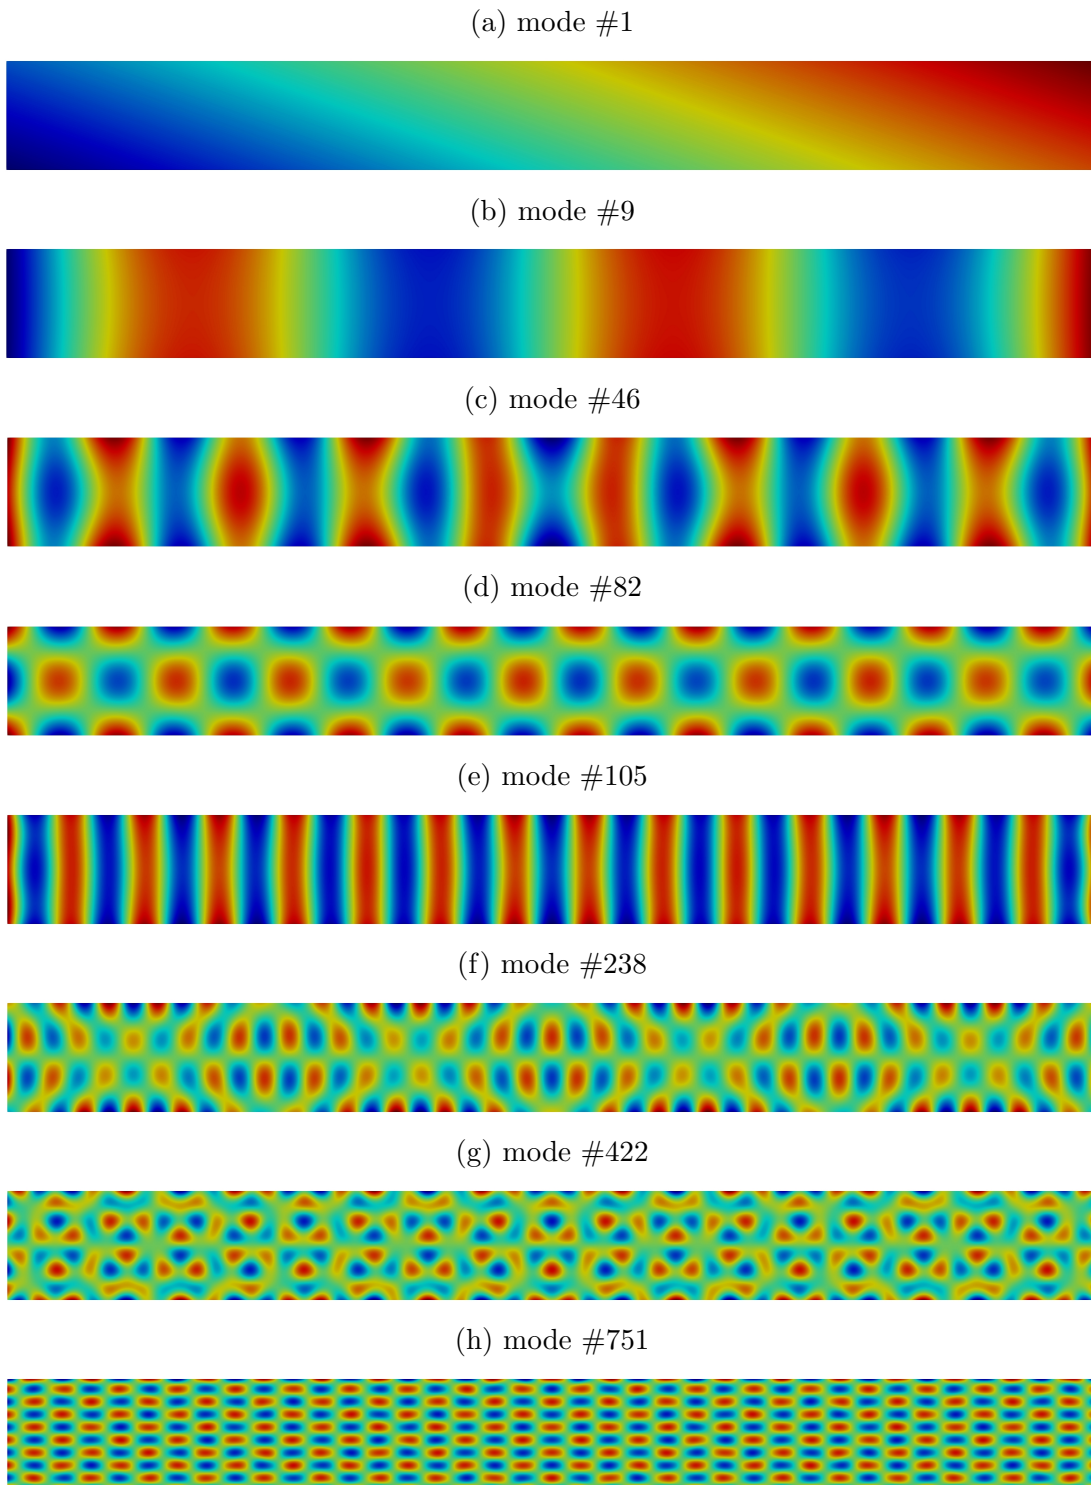 (a) mode #1
(b) mode #9
(c) mode #46
(d) mode #82
(e) mode #105
(f) mode #238
(g) mode #422
(h) mode #751